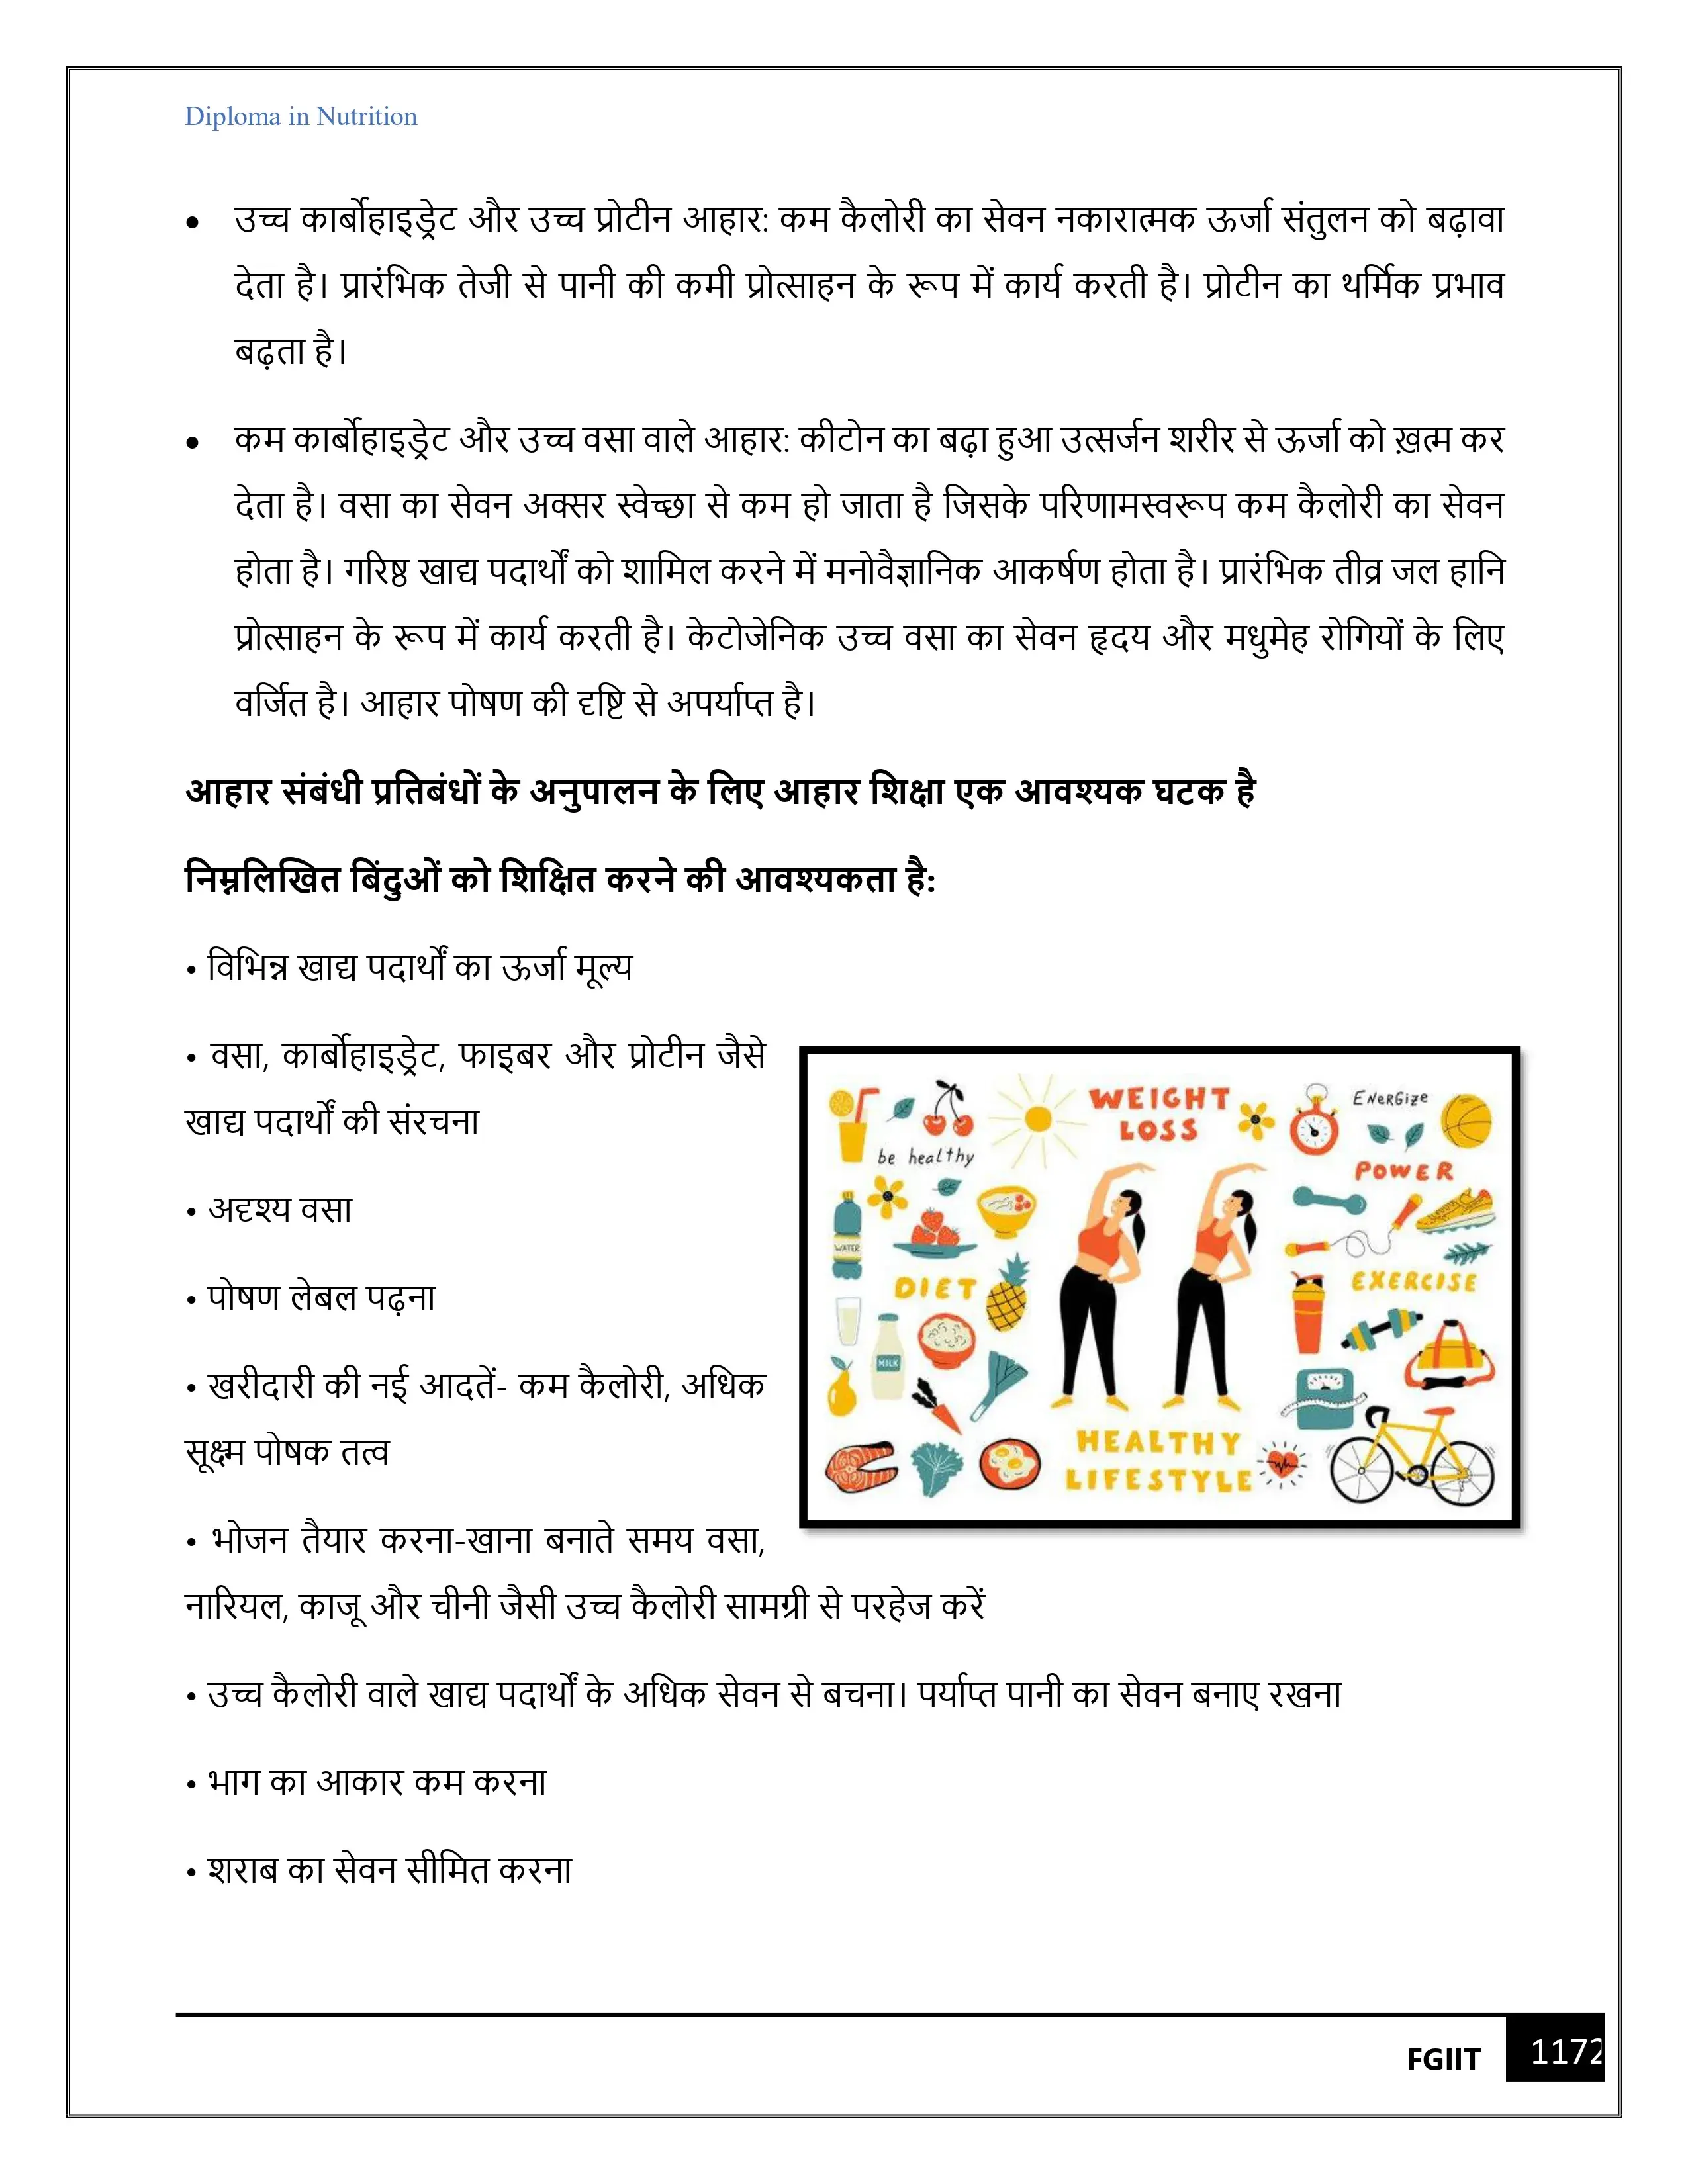 Diploma in Nutrition
• उच्च कार्बोहाइड्रेट और उच्च प्रोटीन आहार: कम कैलोरी का सेवन नकारात्मक ऊर्जा संतुलन को बढ़ावा
देता है। प्रारंभिक तेजी से पानी की कमी प्रोत्साहन के रूप में कार्य करती है। प्रोटीन का थर्मिक प्रभाव
बढ़ता है।
• कम कार्बोहाइड्रेट और उच्च वसा वाले आहार: कीटोन का बढ़ा हुआ उत्सर्जन शरीर से ऊर्जा को ख़त्म कर
देता है। वसा का सेवन अक्सर स्वेच्छा से कम हो जाता है जिसके परिणामस्वरूप कम कैलोरी का सेवन
होता है। गरिष्ठ खाद्य पदार्थों को शामिल करने में मनोवैज्ञानिक आकर्षण होता है। प्रारंभिक तीव्र जल हानि
प्रोत्साहन के रूप में कार्य करती है। केटोजेनिक उच्च वसा का सेवन हृदय और मधुमेह रोगियों के लिए
वर्जित है। आहार पोषण की दृष्टि से अपर्याप्त है।
आहार संबंधी प्रतिबंधों के अनुपालन के लिए आहार शिक्षा एक आवश्यक घटक है
निम्नलिखित बिंदुओं को शिक्षित करने की आवश्यकता है:
• विभिन्न खाद्य पदार्थों का ऊर्जा मूल्य
• वसा, कार्बोहाइड्रेट, फाइबर और प्रोटीन जैसे
खाद्य पदार्थों की संरचना
• अदृश्य वसा
• पोषण लेबल पढ़ना
• खरीदारी की नई आदतें- कम कैलोरी, अधिक
सूक्ष्म पोषक तत्व
• भोजन तैयार करना-खाना बनाते समय वसा,
नारियल, काजू और चीनी जैसी उच्च कैलोरी सामग्री से परहेज करें
WEIGHT
LOSS
ENeRGize
be healthy
POWER
WATER
DIET
EXERCISE
MILK
HEALTHY
LIFESTYLE
• उच्च कैलोरी वाले खाद्य पदार्थों के अधिक सेवन से बचना। पर्याप्त पानी का सेवन बनाए रखना
• भाग का आकार कम करना
• शराब का सेवन सीमित करना
FGIIT
1172